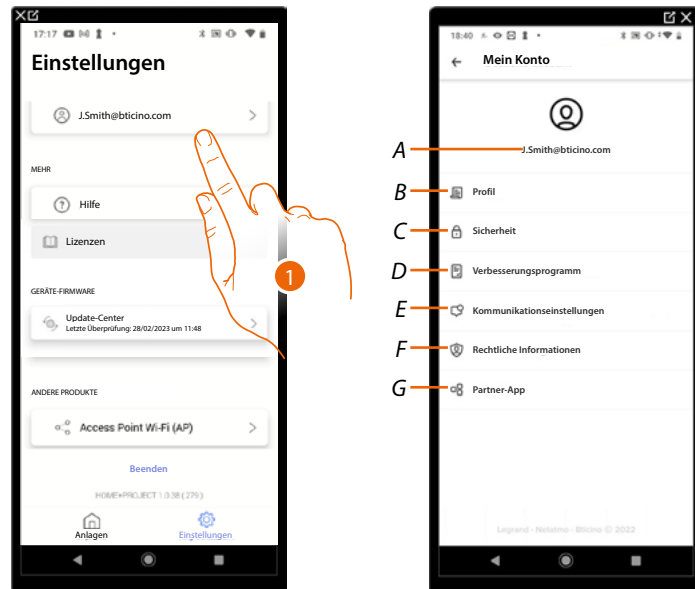 17:17
Einstellungen
J.Smith@bticino.com
MEHR
Hilfe
Lizenzen
1
GERÄTE-FIRMWARE
Update-Center
Letzte Überprüfung: 28/02/2023 um 11:48
ANDERE PRODUKTE
Access Point Wi-Fi (AP)
Beenden
HOME+PROJECT 1.0.38 (276)
Anlagen
Einstellungen
18:40
Mein Konto
A
J.Smith@bticino.com
B Profil
C Sicherheit
D Verbesserungsprogramm
E Kommunikationseinstellungen
F Rechtliche Informationen
G Partner-App
Legrand - Netatmo - Bticino © 2022